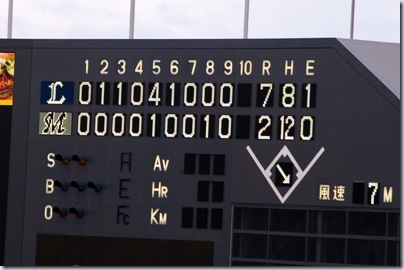 1 2 3 4 5 6 7 8 9 10 R H E
L 0 1 1 0 4 1 0 0 0 7 8 1
M 0 0 0 0 1 0 0 1 0 2 12 0
S H AV
B E HR
O FC KM
風速 7 M